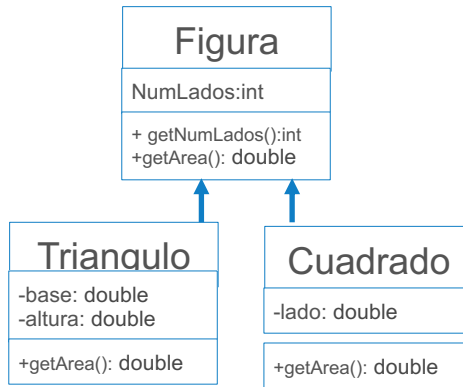 Figura
NumLados:int
+ getNumLados():int
+getArea(): double
Triangulo
-base: double
-altura: double
+getArea(): double
Cuadrado
-lado: double
+getArea(): double